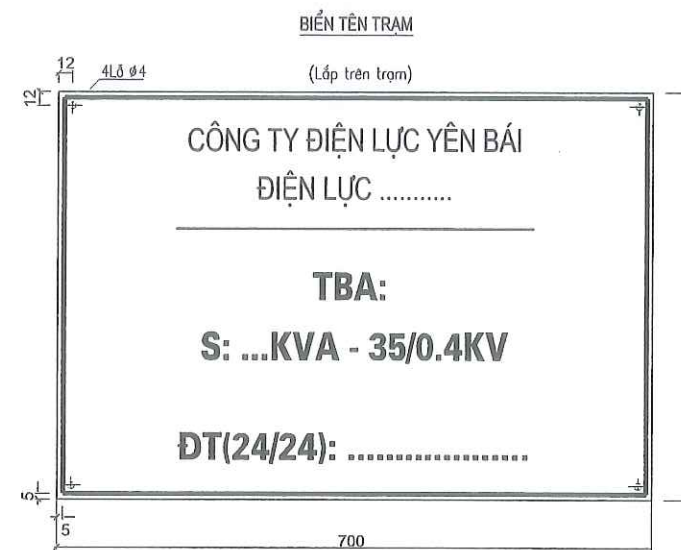 BIỂN TÊN TRẠM
(Lắp trên trạm)
12
4Lỗ ø4
12
CÔNG TY ĐIỆN LỰC YÊN BÁI
ĐIỆN LỰC ...........
TBA:
S: ...KVA - 35/0.4KV
ĐT(24/24): ...................
5
5
700